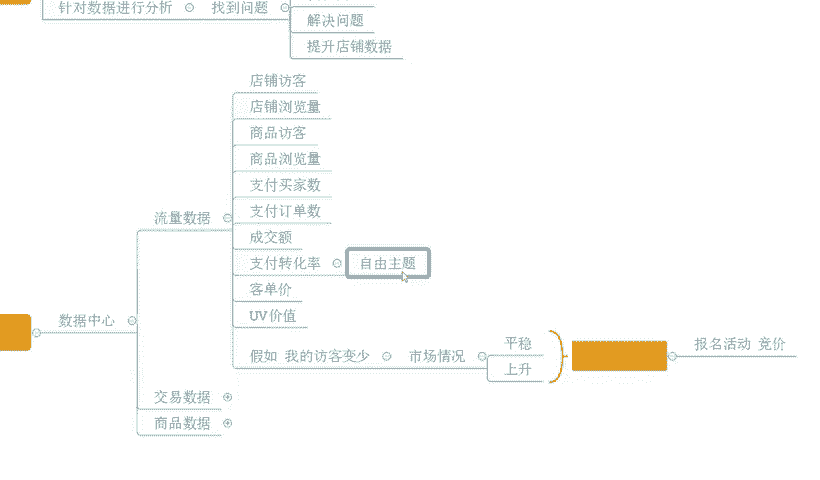 针对数据进行分析
找到问题
解决问题
提升店铺数据
店铺访客
店铺浏览量
商品访客
商品浏览量
支付买家数
支付订单数
流量数据
成交额
支付转化率
自由主题
客单价
UV价值
数据中心
假如 我的访客变少
市场情况
平稳
上升
报名活动 竞价
交易数据
商品数据